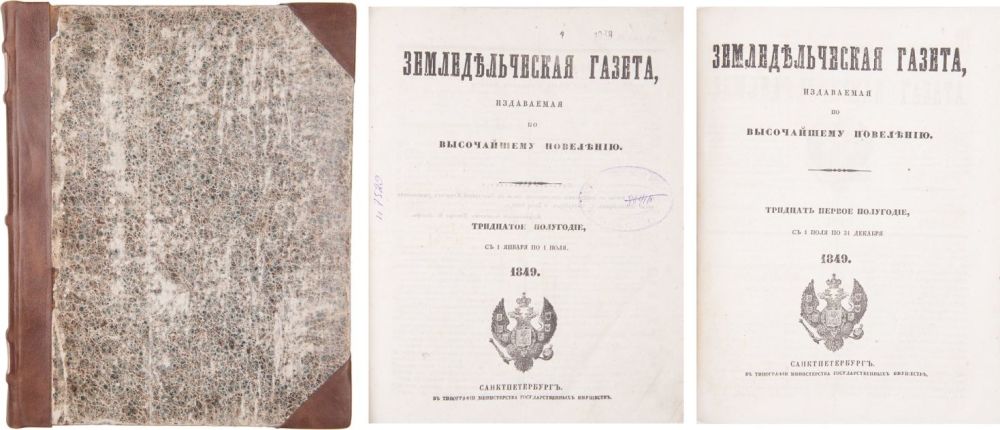 ЗЕМЛЕДѢЛЬЧЕСКАЯ ГАЗЕТА,
ИЗДАВАЕМАЯ
ПО
ВЫСОЧАЙШЕМУ ПОВЕЛѢНІЮ.
ТРИДЦАТОЕ ПОЛУГОДІЕ,
СЪ 1 ЯНВАРЯ ПО 1 ІЮЛЯ.
1849.
САНКТПЕТЕРБУРГЪ.
ВЪ ТИПОГРАФІИ МИНИСТЕРСТВА ГОСУДАРСТВЕННЫХЪ ИМУЩЕСТВЪ.
117529
ЗЕМЛЕДѢЛЬЧЕСКАЯ ГАЗЕТА,
ИЗДАВАЕМАЯ
ПО
ВЫСОЧАЙШЕМУ ПОВЕЛѢНІЮ.
ТРИДЦАТЬ ПЕРВОЕ ПОЛУГОДІЕ,
СЪ 1 ІЮЛЯ ПО 31 ДЕКАБРЯ
1849.
САНКТПЕТЕРБУРГЪ.
ВЪ ТИПОГРАФІИ МИНИСТЕРСТВА ГОСУДАРСТВЕННЫХЪ ИМУЩЕСТВЪ.